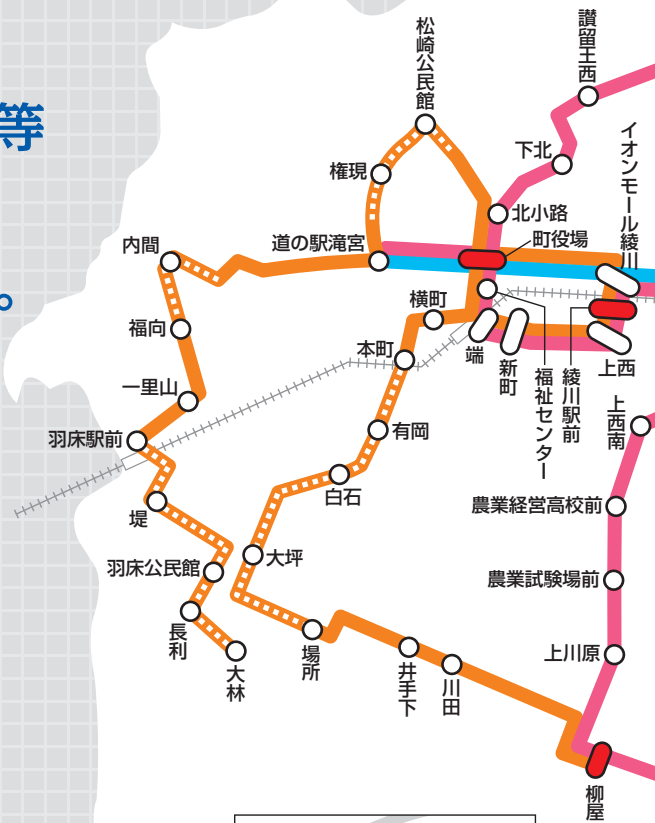 等
。
松崎公民館
讃留王西
イオンモール綾川
下北
権現
北小路
町役場
内間
道の駅滝宮
横町
福向
本町
端
新町
福祉センター
綾川駅前
上西
上西南
一里山
有岡
羽床駅前
白石
農業経営高校前
堤
大坪
羽床公民館
農業試験場前
長利
大林
場所
井手下
川田
上川原
柳屋